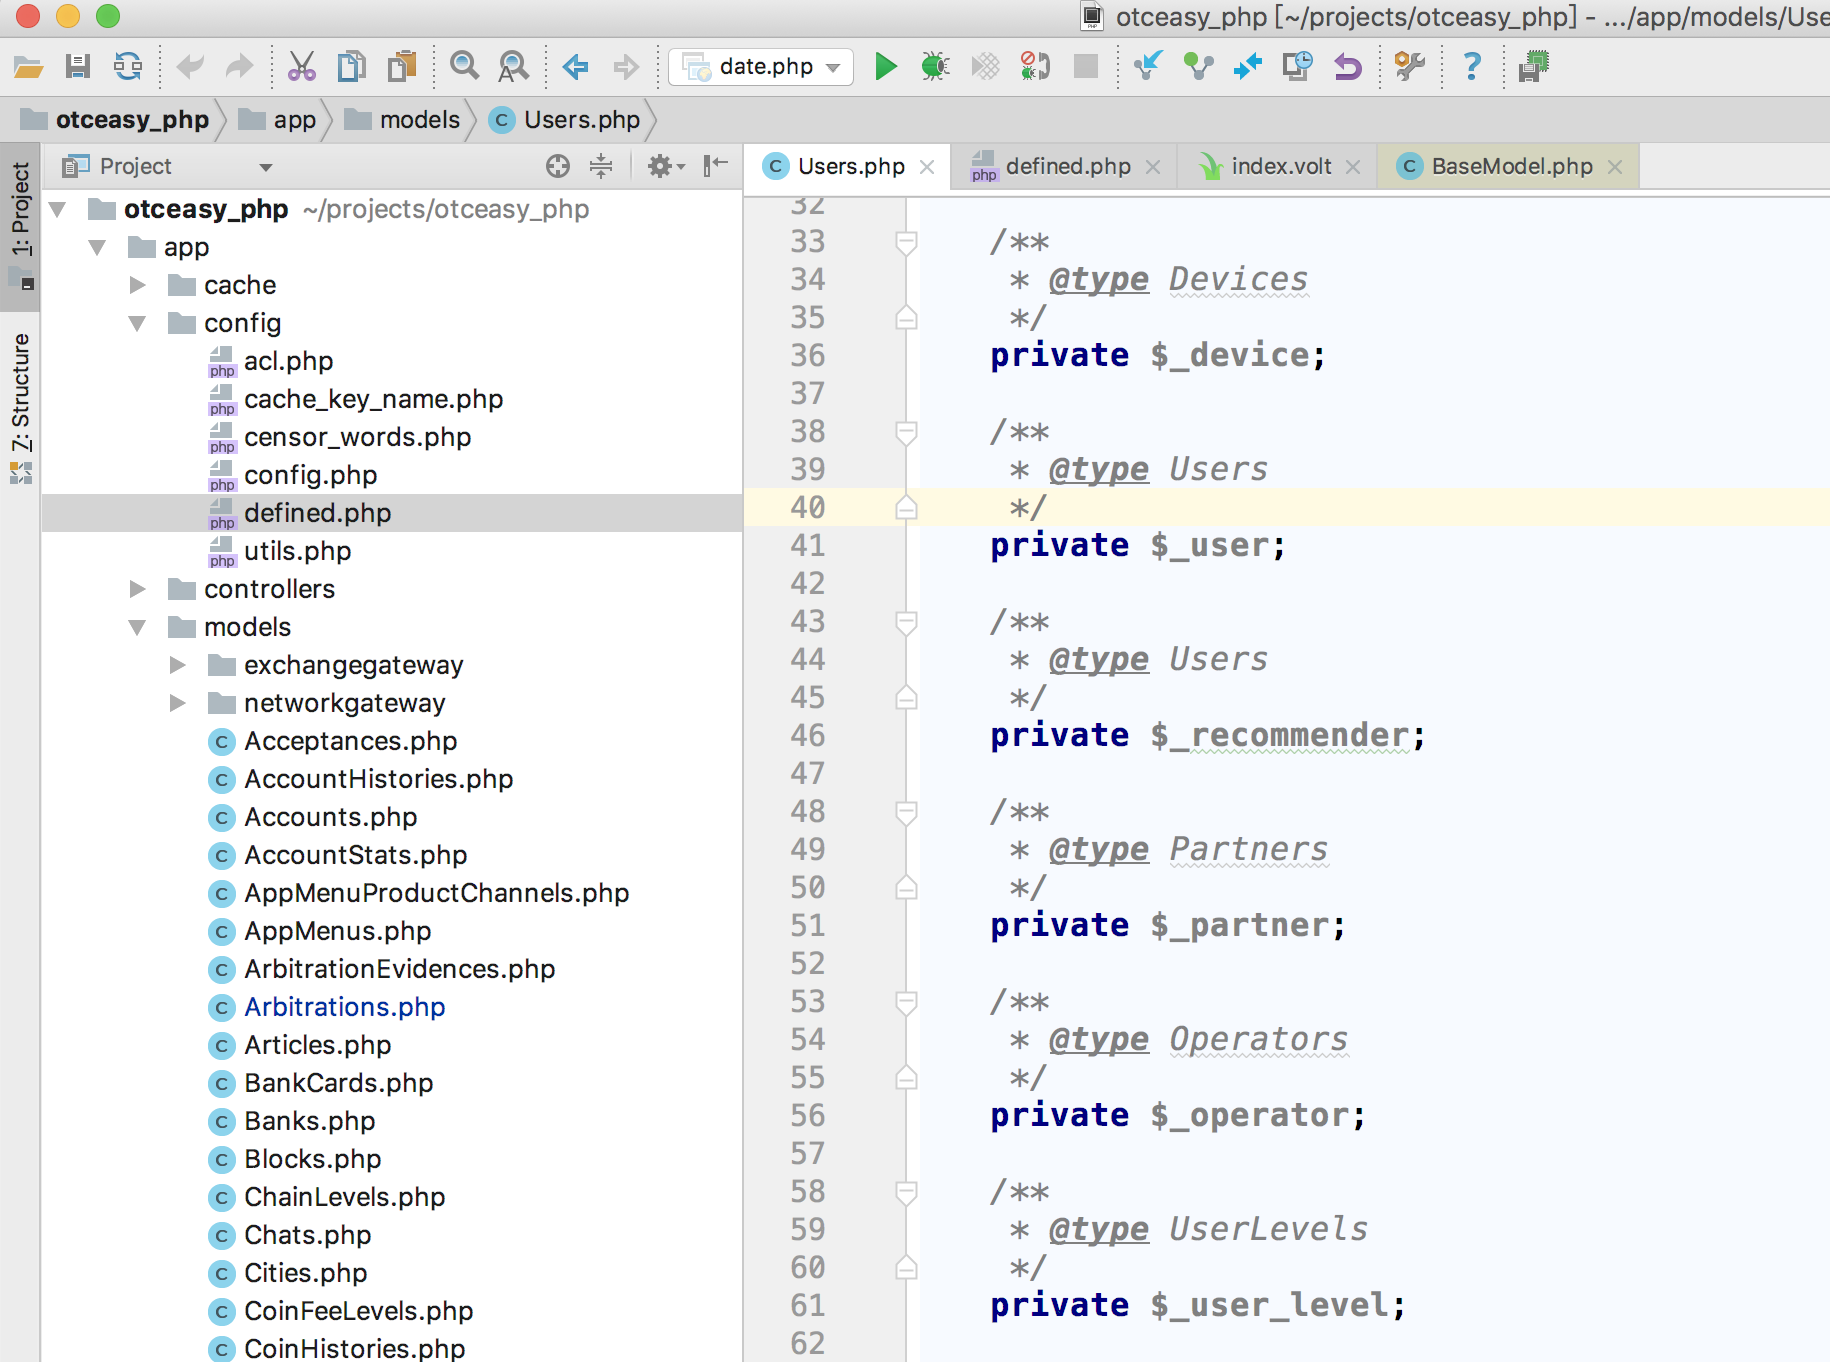 otceasy_php [~/projects/otceasy_php] - .../app/models/Use
date.php
otceasy_php
app
models
Users.php
1: Project
7: Structure
Project
otceasy_php ~/projects/otceasy_php
app
cache
config
acl.php
cache_key_name.php
censor_words.php
config.php
defined.php
utils.php
controllers
models
exchangegateway
networkgateway
Acceptances.php
AccountHistories.php
Accounts.php
AccountStats.php
AppMenuProductChannels.php
AppMenus.php
ArbitrationEvidences.php
Arbitrations.php
Articles.php
BankCards.php
Banks.php
Blocks.php
ChainLevels.php
Chats.php
Cities.php
CoinFeeLevels.php
CoinHistories.php
Users.php
defined.php
index.volt
BaseModel.php
32
33 /**
34 * @type Devices
35 */
36 private $_device;
37
38 /**
39 * @type Users
40 */
41 private $_user;
42
43 /**
44 * @type Users
45 */
46 private $_recommender;
47
48 /**
49 * @type Partners
50 */
51 private $_partner;
52
53 /**
54 * @type Operators
55 */
56 private $_operator;
57
58 /**
59 * @type UserLevels
60 */
61 private $_user_level;
62